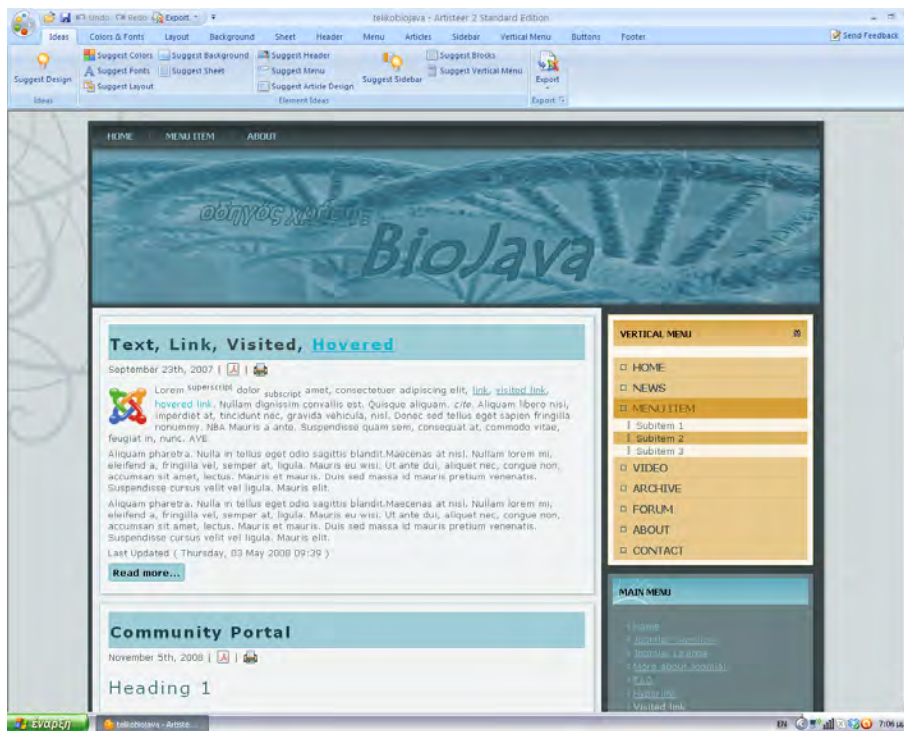 Undo Redo Export
telikobiojava - Artisteer 2 Standard Edition
Ideas Colors & Fonts Layout Background Sheet Header Menu Articles Sidebar Vertical Menu Buttons Footer Send Feedback
Suggest Design
Suggest Colors Suggest Background Suggest Header Suggest Blocks
Suggest Fonts Suggest Sheet Suggest Menu Suggest Sidebar Suggest Vertical Menu Export
Suggest Layout Suggest Article Design
Ideas Element Ideas Export
HOME MENU ITEM ABOUT
οδηγός χρήσης
BioJava
Text, Link, Visited, Hovered
September 23th, 2007 | |
Lorem superscript dolor subscript amet, consectetuer adipiscing elit, link, visited link,
hovered link. Nullam dignissim convallis est. Quisque aliquam. cite. Aliquam libero nisi,
imperdiet at, tincidunt nec, gravida vehicula, nisl. Donec sed tellus eget sapien fringilla
nonummy. NBA Mauris a ante. Suspendisse quam sem, consequat at, commodo vitae,
feugiat in, nunc. AVE
Aliquam pharetra. Nulla in tellus eget odio sagittis blandit.Maecenas at nisl. Nullam lorem mi,
eleifend a, fringilla vel, semper at, ligula. Mauris eu wisi. Ut ante dui, aliquet nec, congue non,
accumsan sit amet, lectus. Mauris et mauris. Duis sed massa id mauris pretium venenatis.
Suspendisse cursus velit vel ligula. Mauris elit.
Aliquam pharetra. Nulla in tellus eget odio sagittis blandit.Maecenas at nisl. Nullam lorem mi,
eleifend a, fringilla vel, semper at, ligula. Mauris eu wisi. Ut ante dui, aliquet nec, congue non,
accumsan sit amet, lectus. Mauris et mauris. Duis sed massa id mauris pretium venenatis.
Suspendisse cursus velit vel ligula. Mauris elit.
Last Updated ( Thursday, 03 May 2008 09:39 )
Read more...
Community Portal
November 5th, 2008 | |
Heading 1
VERTICAL MENU
HOME
NEWS
MENU ITEM
Subitem 1
Subitem 2
Subitem 3
VIDEO
ARCHIVE
FORUM
ABOUT
CONTACT
MAIN MENU
Home
Joomla! Overview
Joomla! License
More about Joomla!
FAQ
Hyperlink
Visited link
έναρξη
telikobiojava - Artiste...
EN
7:06 μμ